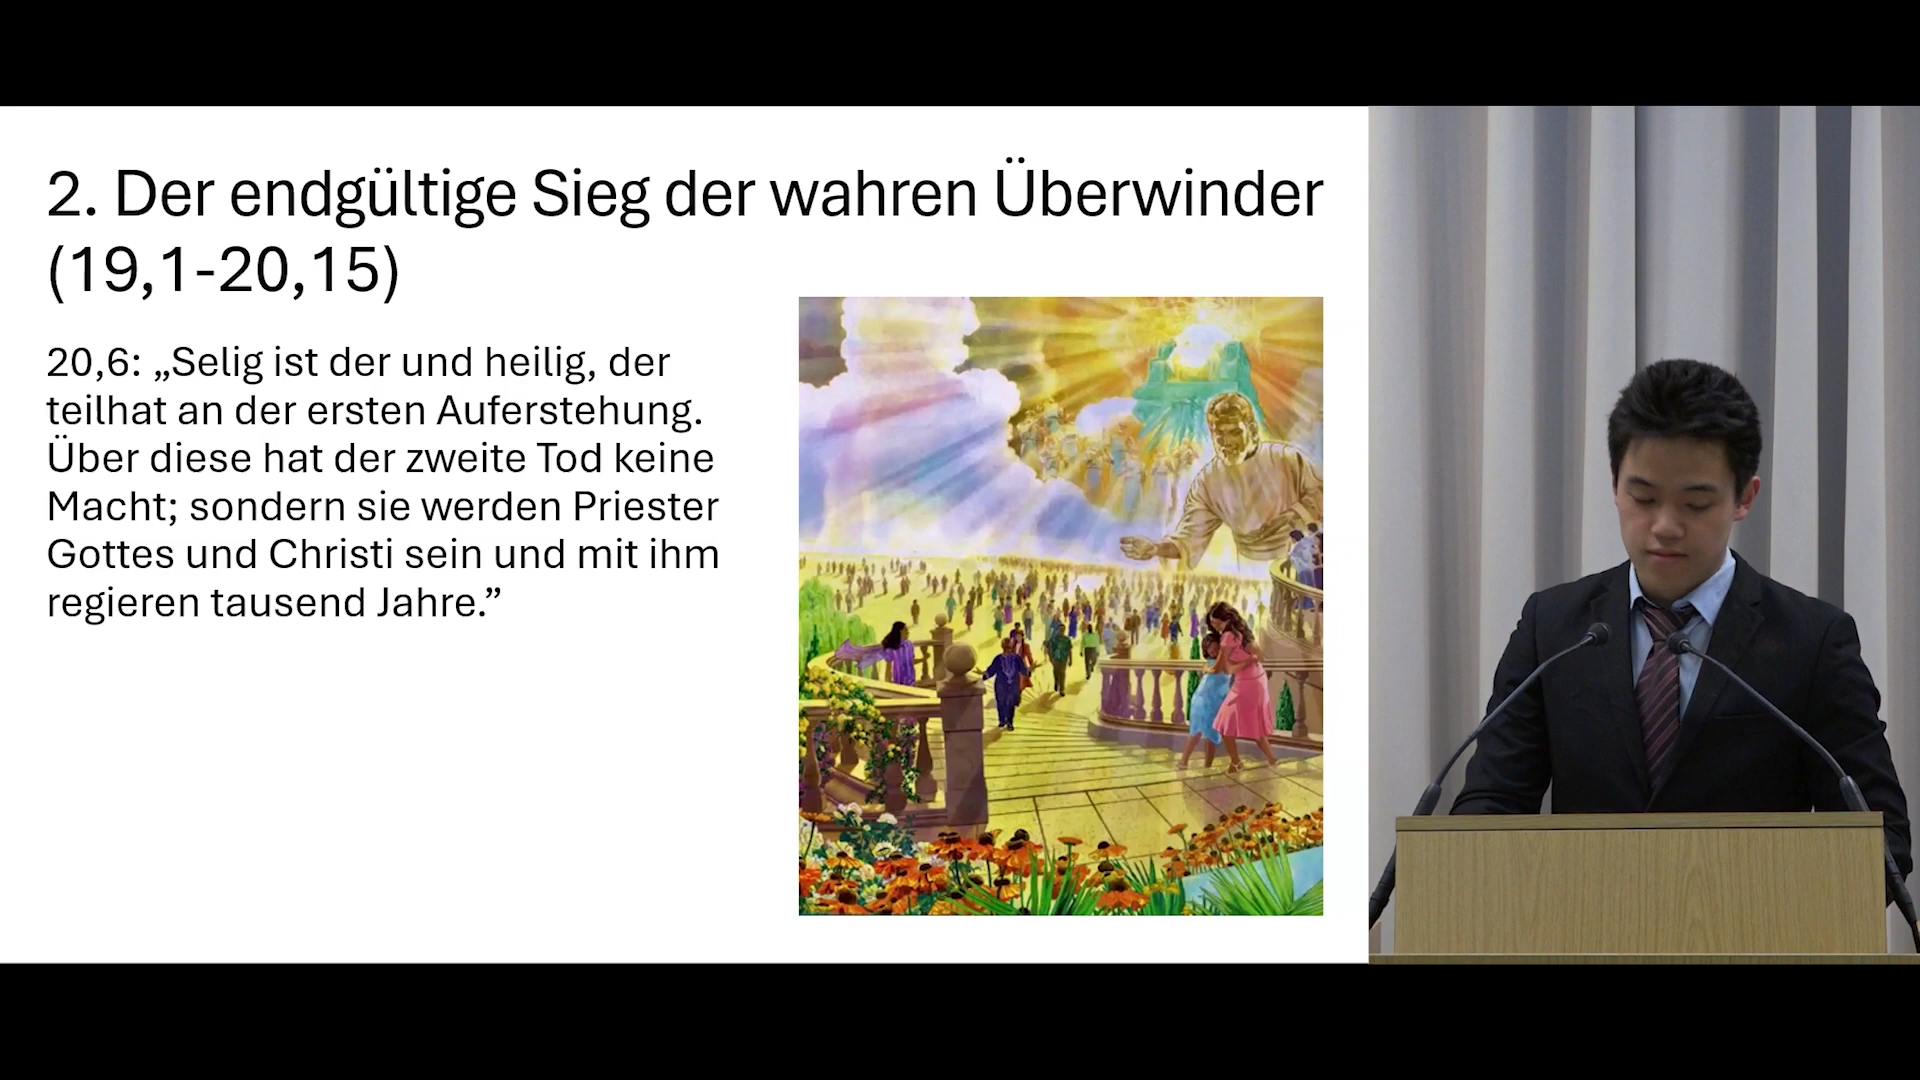 2. Der endgültige Sieg der wahren Überwinder
(19,1-20,15)
20,6: „Selig ist der und heilig, der
teilhat an der ersten Auferstehung.
Über diese hat der zweite Tod keine
Macht; sondern sie werden Priester
Gottes und Christi sein und mit ihm
regieren tausend Jahre.”